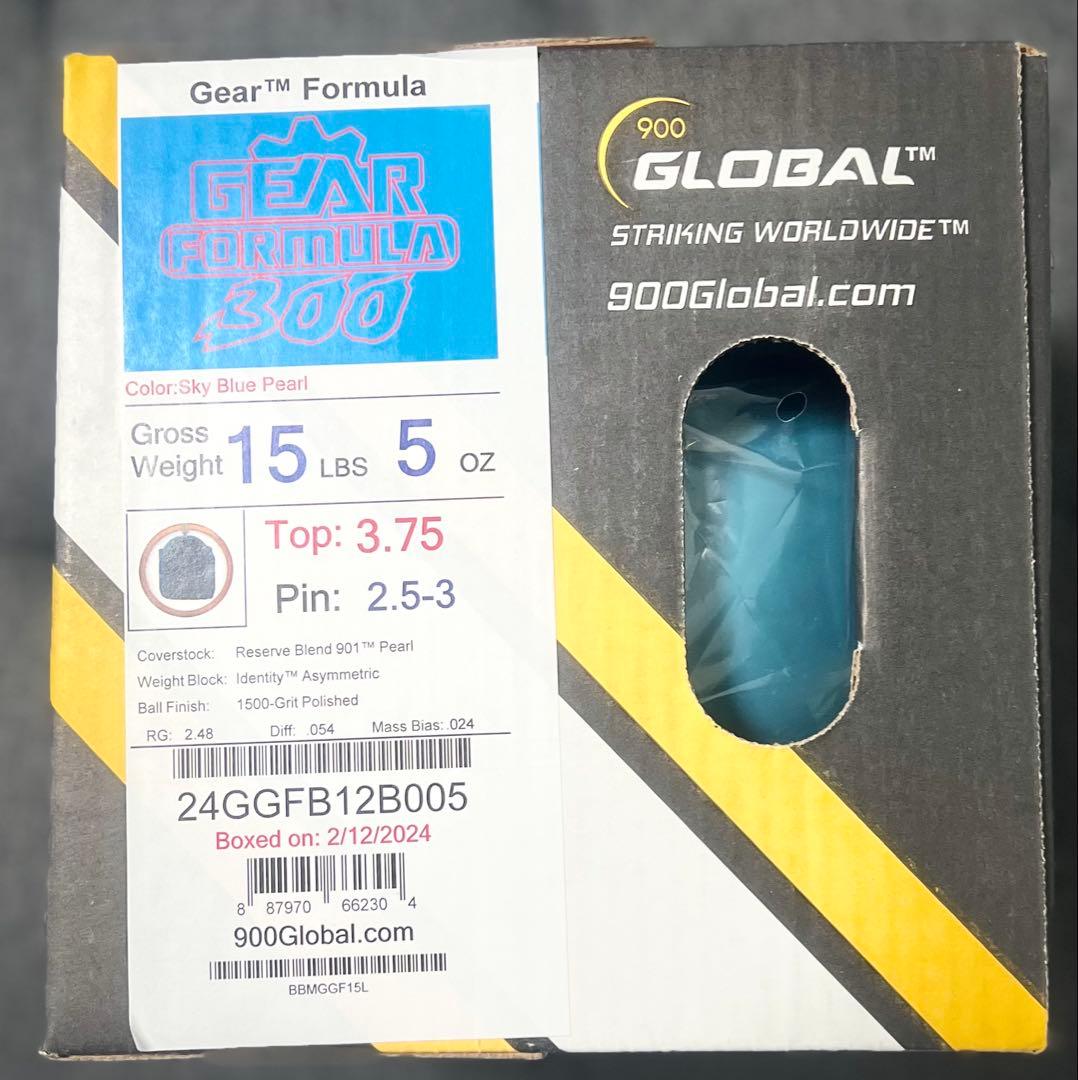 Gear™ Formula
GEAR
FORMULA
300
Color:Sky Blue Pearl
Gross
Weight 15 LBS 5 OZ
Top: 3.75
Pin: 2.5-3
Coverstock: Reserve Blend 901™ Pearl
Weight Block: Identity™ Asymmetric
Ball Finish: 1500-Grit Polished
RG: 2.48 Diff: .054 Mass Bias:.024
24GGFB12B005
Boxed on: 2/12/2024
8 87970 66230 4
900Global.com
BBMGGF15L
900
GLOBAL™
STRIKING WORLDWIDE™
900Global.com